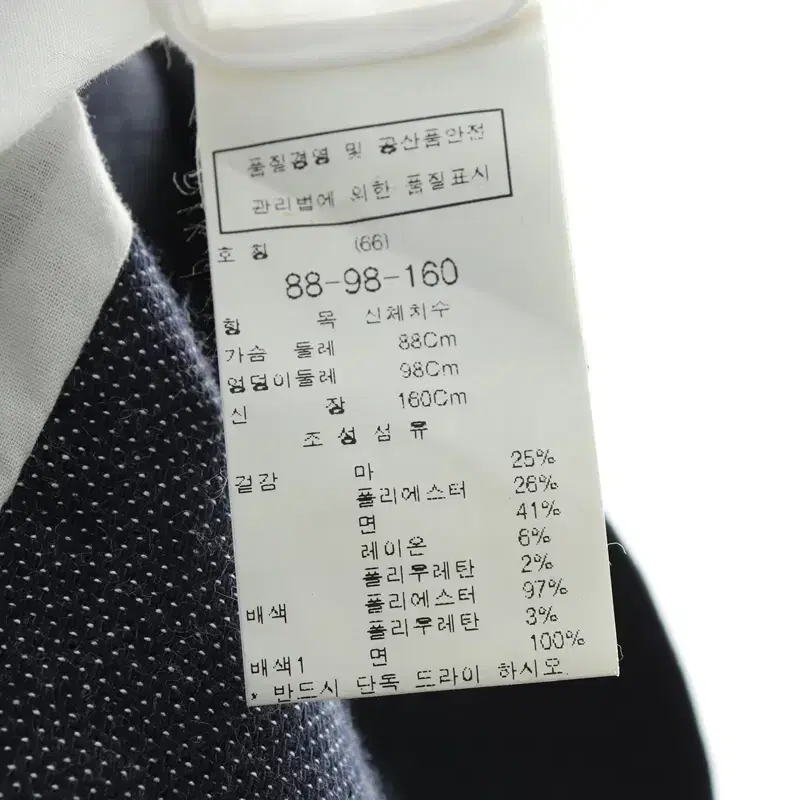 품질경영 및 공산품안전
관리법에 의한 품질표시
호 칭 (66)
88-98-160
항 목 신체치수
가슴 둘레 88Cm
엉덩이둘레 98Cm
신 장 160Cm
조 성 섬 유
겉감 마 25%
폴리에스터 26%
면 41%
레이온 6%
폴리우레탄 2%
배색 폴리에스터 97%
폴리우레탄 3%
배색1 면 100%
* 반드시 단독 드라이 하시오.